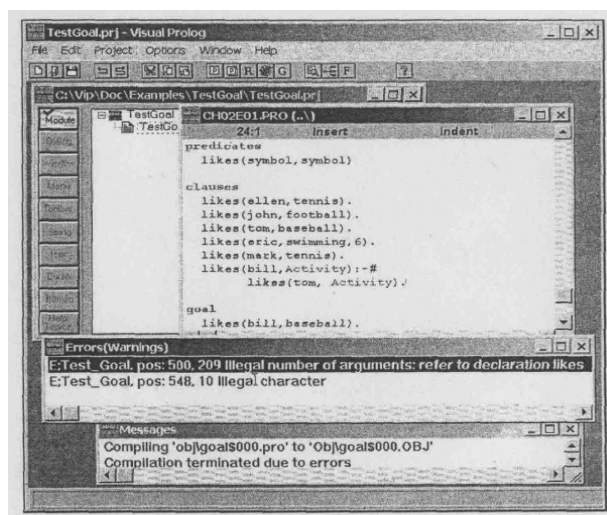 TestGoal.prj - Visual Prolog
File Edit Project Options Window Help
R G F ?
C:\Vip\Doc\Examples\TestGoal\TestGoal.prj
Module
TestGoal
TestGo
CH02E01.PRO (..\)
24:1 Insert Indent
predicates
likes(symbol,symbol)
clauses
likes(ellen,tennis).
likes(john,football).
likes(tom,baseball).
likes(eric,swimming,6).
likes(mark,tennis).
likes(bill,Activity):-#
likes(tom, Activity).
goal
likes(bill,baseball).
Errors(Warnings)
E;Test_Goal, pos: 500, 209 Illegal number of arguments: refer to declaration likes
E;Test_Goal, pos: 548, 10 Illegal character
Messages
Compiling 'obj\goal$000.pro' to 'Obj\goal$000.OBJ'
Compilation terminated due to errors